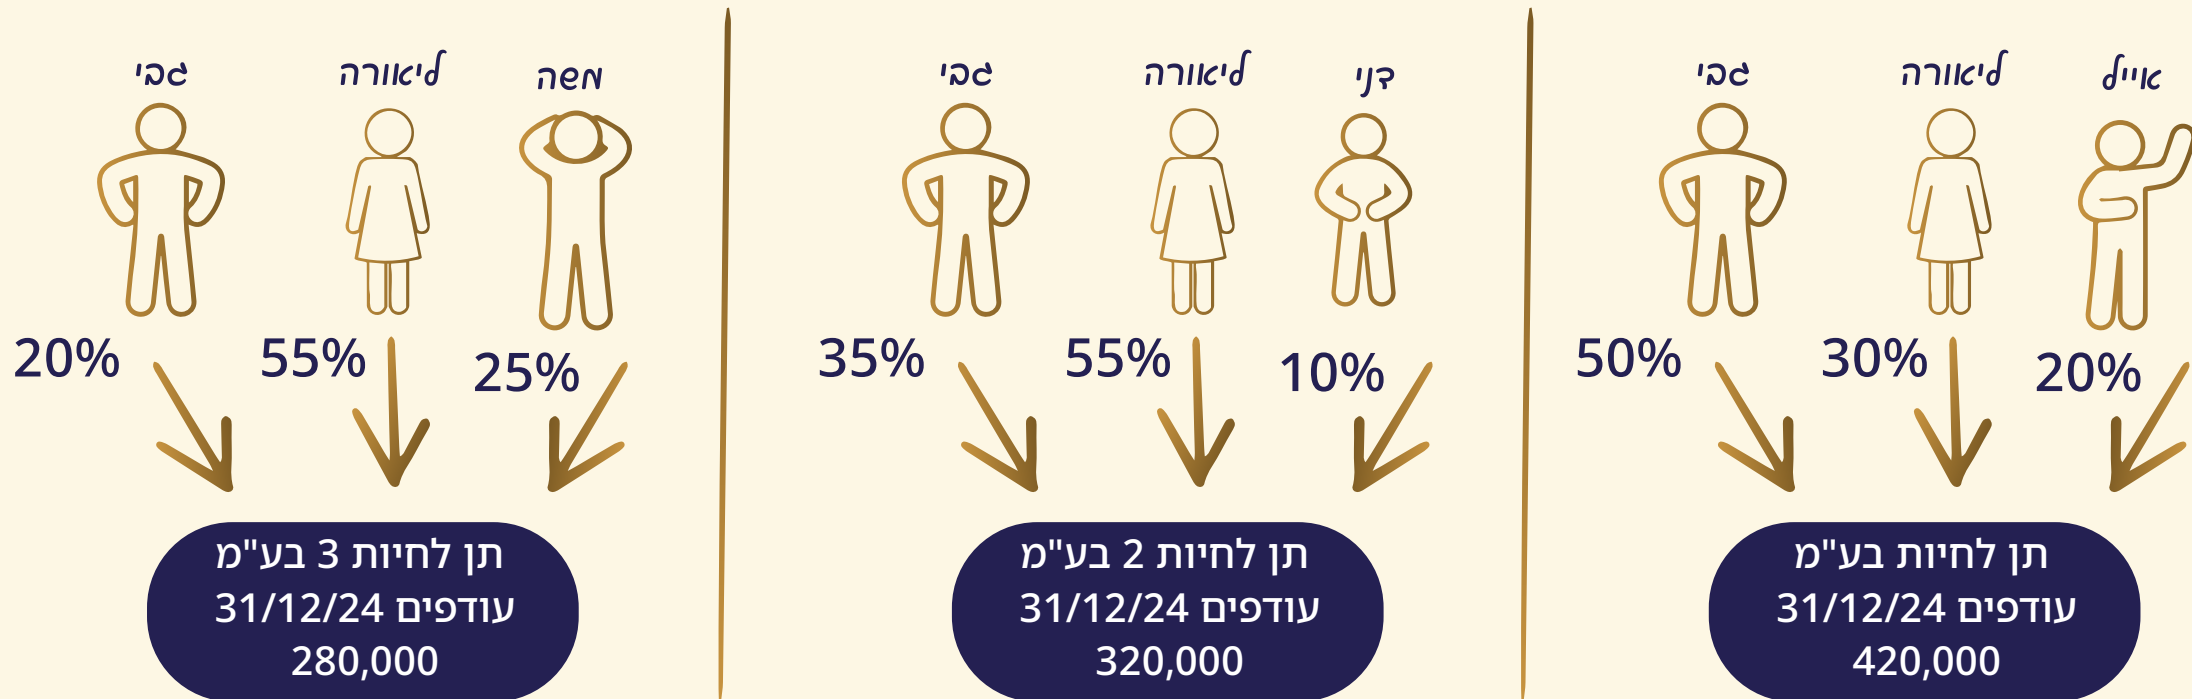 אייל
ליאורה
גבי
20%
30%
50%
תן לחיות בע"מ
עודפים 31/12/24
420,000
דני
ליאורה
גבי
10%
55%
35%
תן לחיות 2 בע"מ
עודפים 31/12/24
320,000
משה
ליאורה
גבי
25%
55%
20%
תן לחיות 3 בע"מ
עודפים 31/12/24
280,000